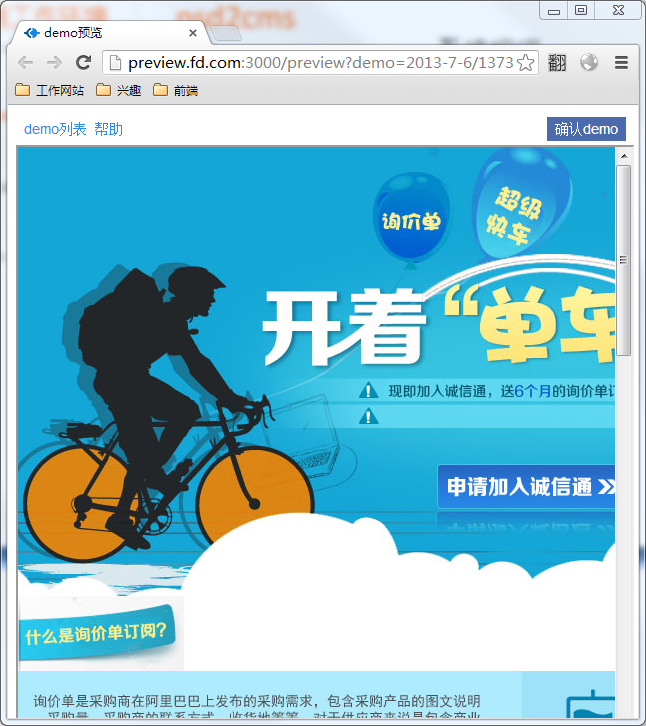 psd2cms
demo预览
preview.fd.com:3000/preview?demo=2013-7-6/1373
翻
工作网站 兴趣 前端
demo列表 帮助
确认demo
询价单
超级
快车
开着“单车
现即加入诚信通，送6个月的询价单订
申请加入诚信通
什么是询价单订阅？
询价单是采购商在阿里巴巴上发布的采购需求，包含采购产品的图文说明